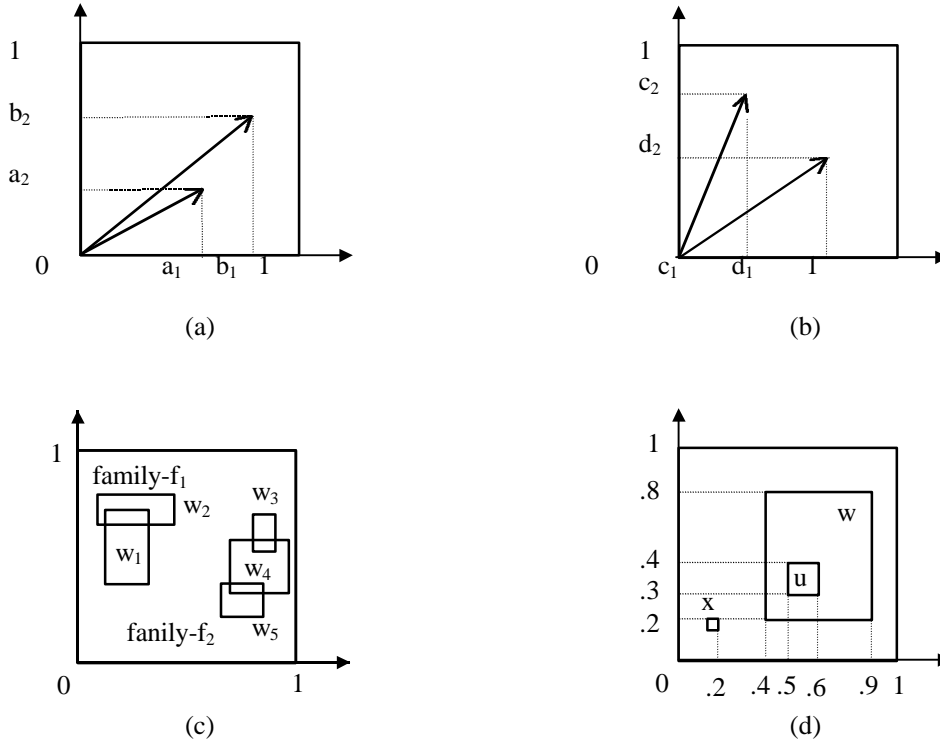 1
b₂
a₂
0
a₁ b₁ 1
(a)
1
c₂
d₂
0 c₁ d₁ 1
(b)
1
family-f₁
w₂
w₁
w₃
w₄
fanily-f₂
w₅
0
1
(c)
1
.8
w
.4
u
.3
x
.2
0 .2 .4 .5 .6 .9 1
(d)